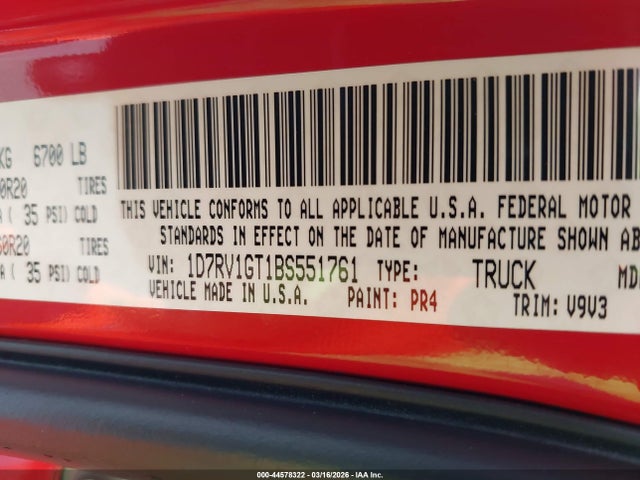 KG 6700 LB
0R20 TIRES
A ( 35 PSI) COLD
60R20 TIRES
A ( 35 PSI) COLD
THIS VEHICLE CONFORMS TO ALL APPLICABLE U.S.A. FEDERAL MOTOR
STANDARDS IN EFFECT ON THE DATE OF MANUFACTURE SHOWN AB
VIN: 1D7RV1GT1BS551761 TYPE: TRUCK MD
VEHICLE MADE IN U.S.A. PAINT: PR4 TRIM: V9V3
000-44578322 | 03/16/2026 | IAA Inc.